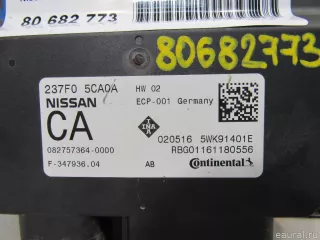 80 682 773
80682773
237F0 5CA0A HW 02
NISSAN ECP-001 Germany
CA
INA
020516 5WK91401E
082757364-0000 RBG01161180556
F-347936.04 AB Continental
eaural.ru